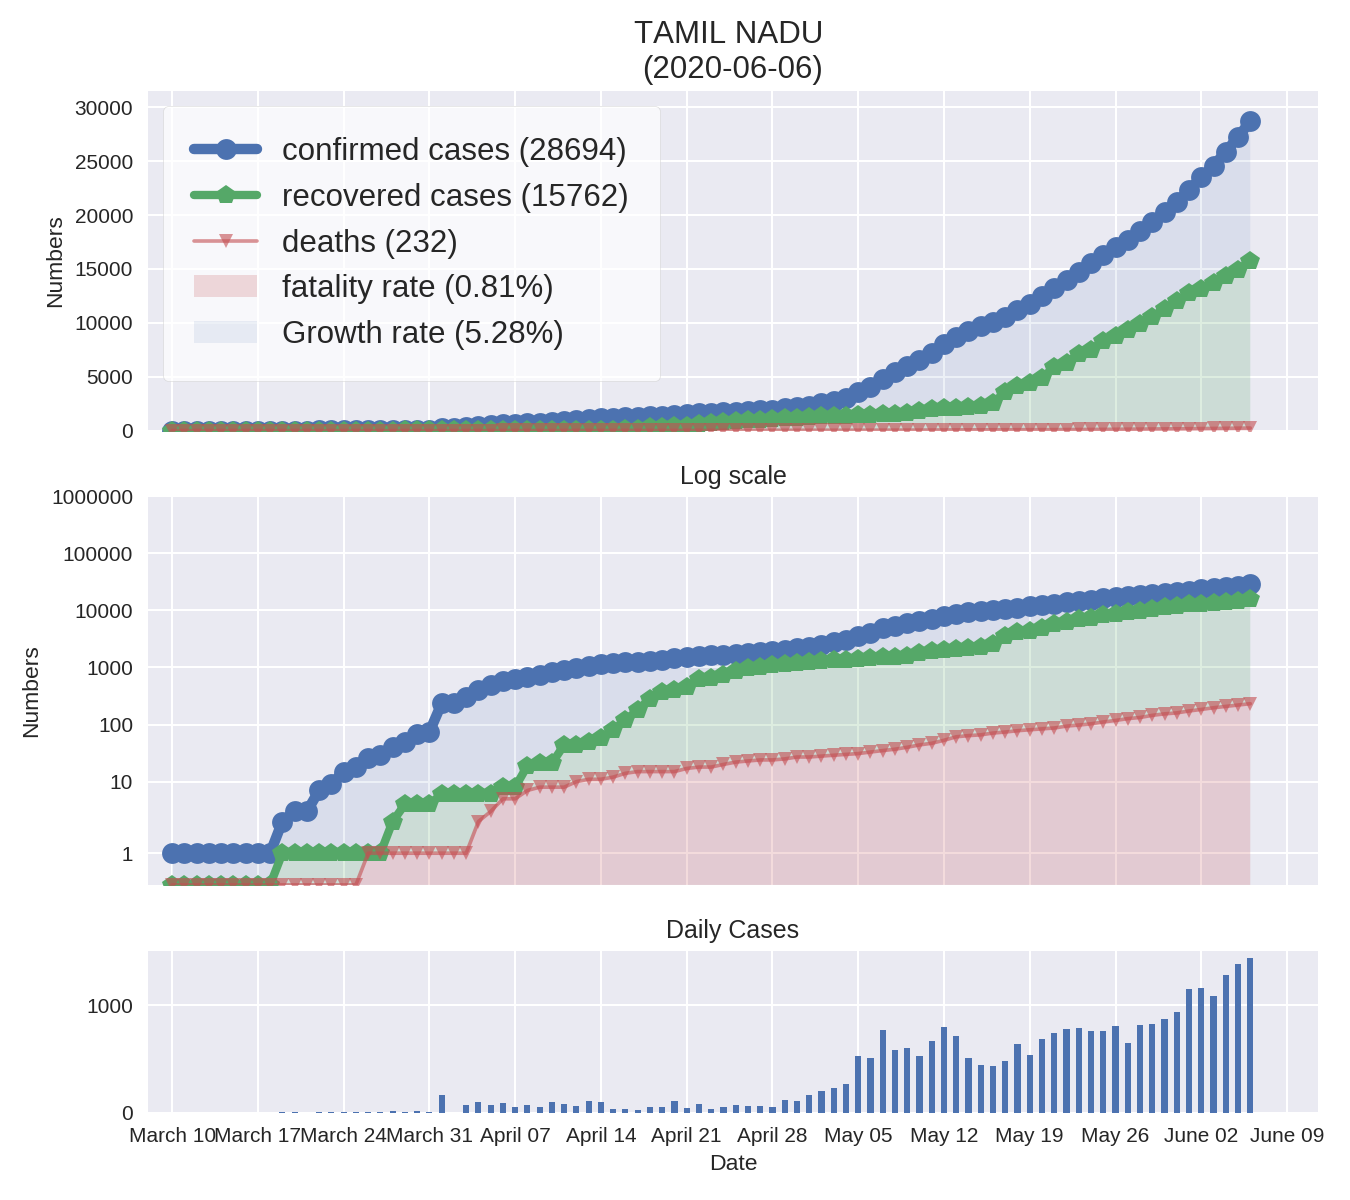 TAMIL NADU
(2020-06-06)
30000
25000
20000
15000
10000
5000
0
Numbers
confirmed cases (28694)
recovered cases (15762)
deaths (232)
fatality rate (0.81%)
Growth rate (5.28%)
Log scale
1000000
100000
10000
1000
100
10
1
Numbers
Daily Cases
1000
0
March 10 March 17 March 24 March 31 April 07 April 14 April 21 April 28 May 05 May 12 May 19 May 26 June 02 June 09
Date